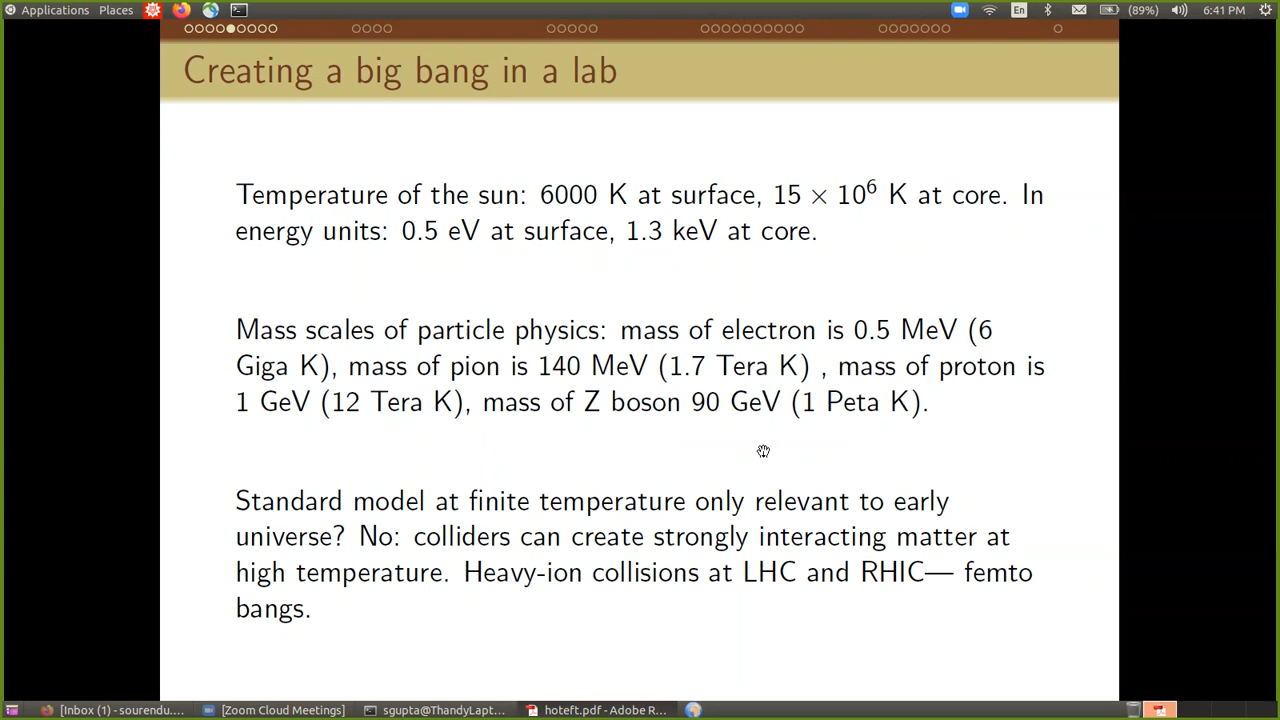 Applications Places En (89%) 6:41 PM
Creating a big bang in a lab
Temperature of the sun: 6000 K at surface, 15 × 10⁶ K at core. In
energy units: 0.5 eV at surface, 1.3 keV at core.
Mass scales of particle physics: mass of electron is 0.5 MeV (6
Giga K), mass of pion is 140 MeV (1.7 Tera K) , mass of proton is
1 GeV (12 Tera K), mass of Z boson 90 GeV (1 Peta K).
Standard model at finite temperature only relevant to early
universe? No: colliders can create strongly interacting matter at
high temperature. Heavy-ion collisions at LHC and RHIC— femto
bangs.
[Inbox (1) - sourendu.... [Zoom Cloud Meetings] sgupta@ThandyLapt... hoteft.pdf - Adobe R...